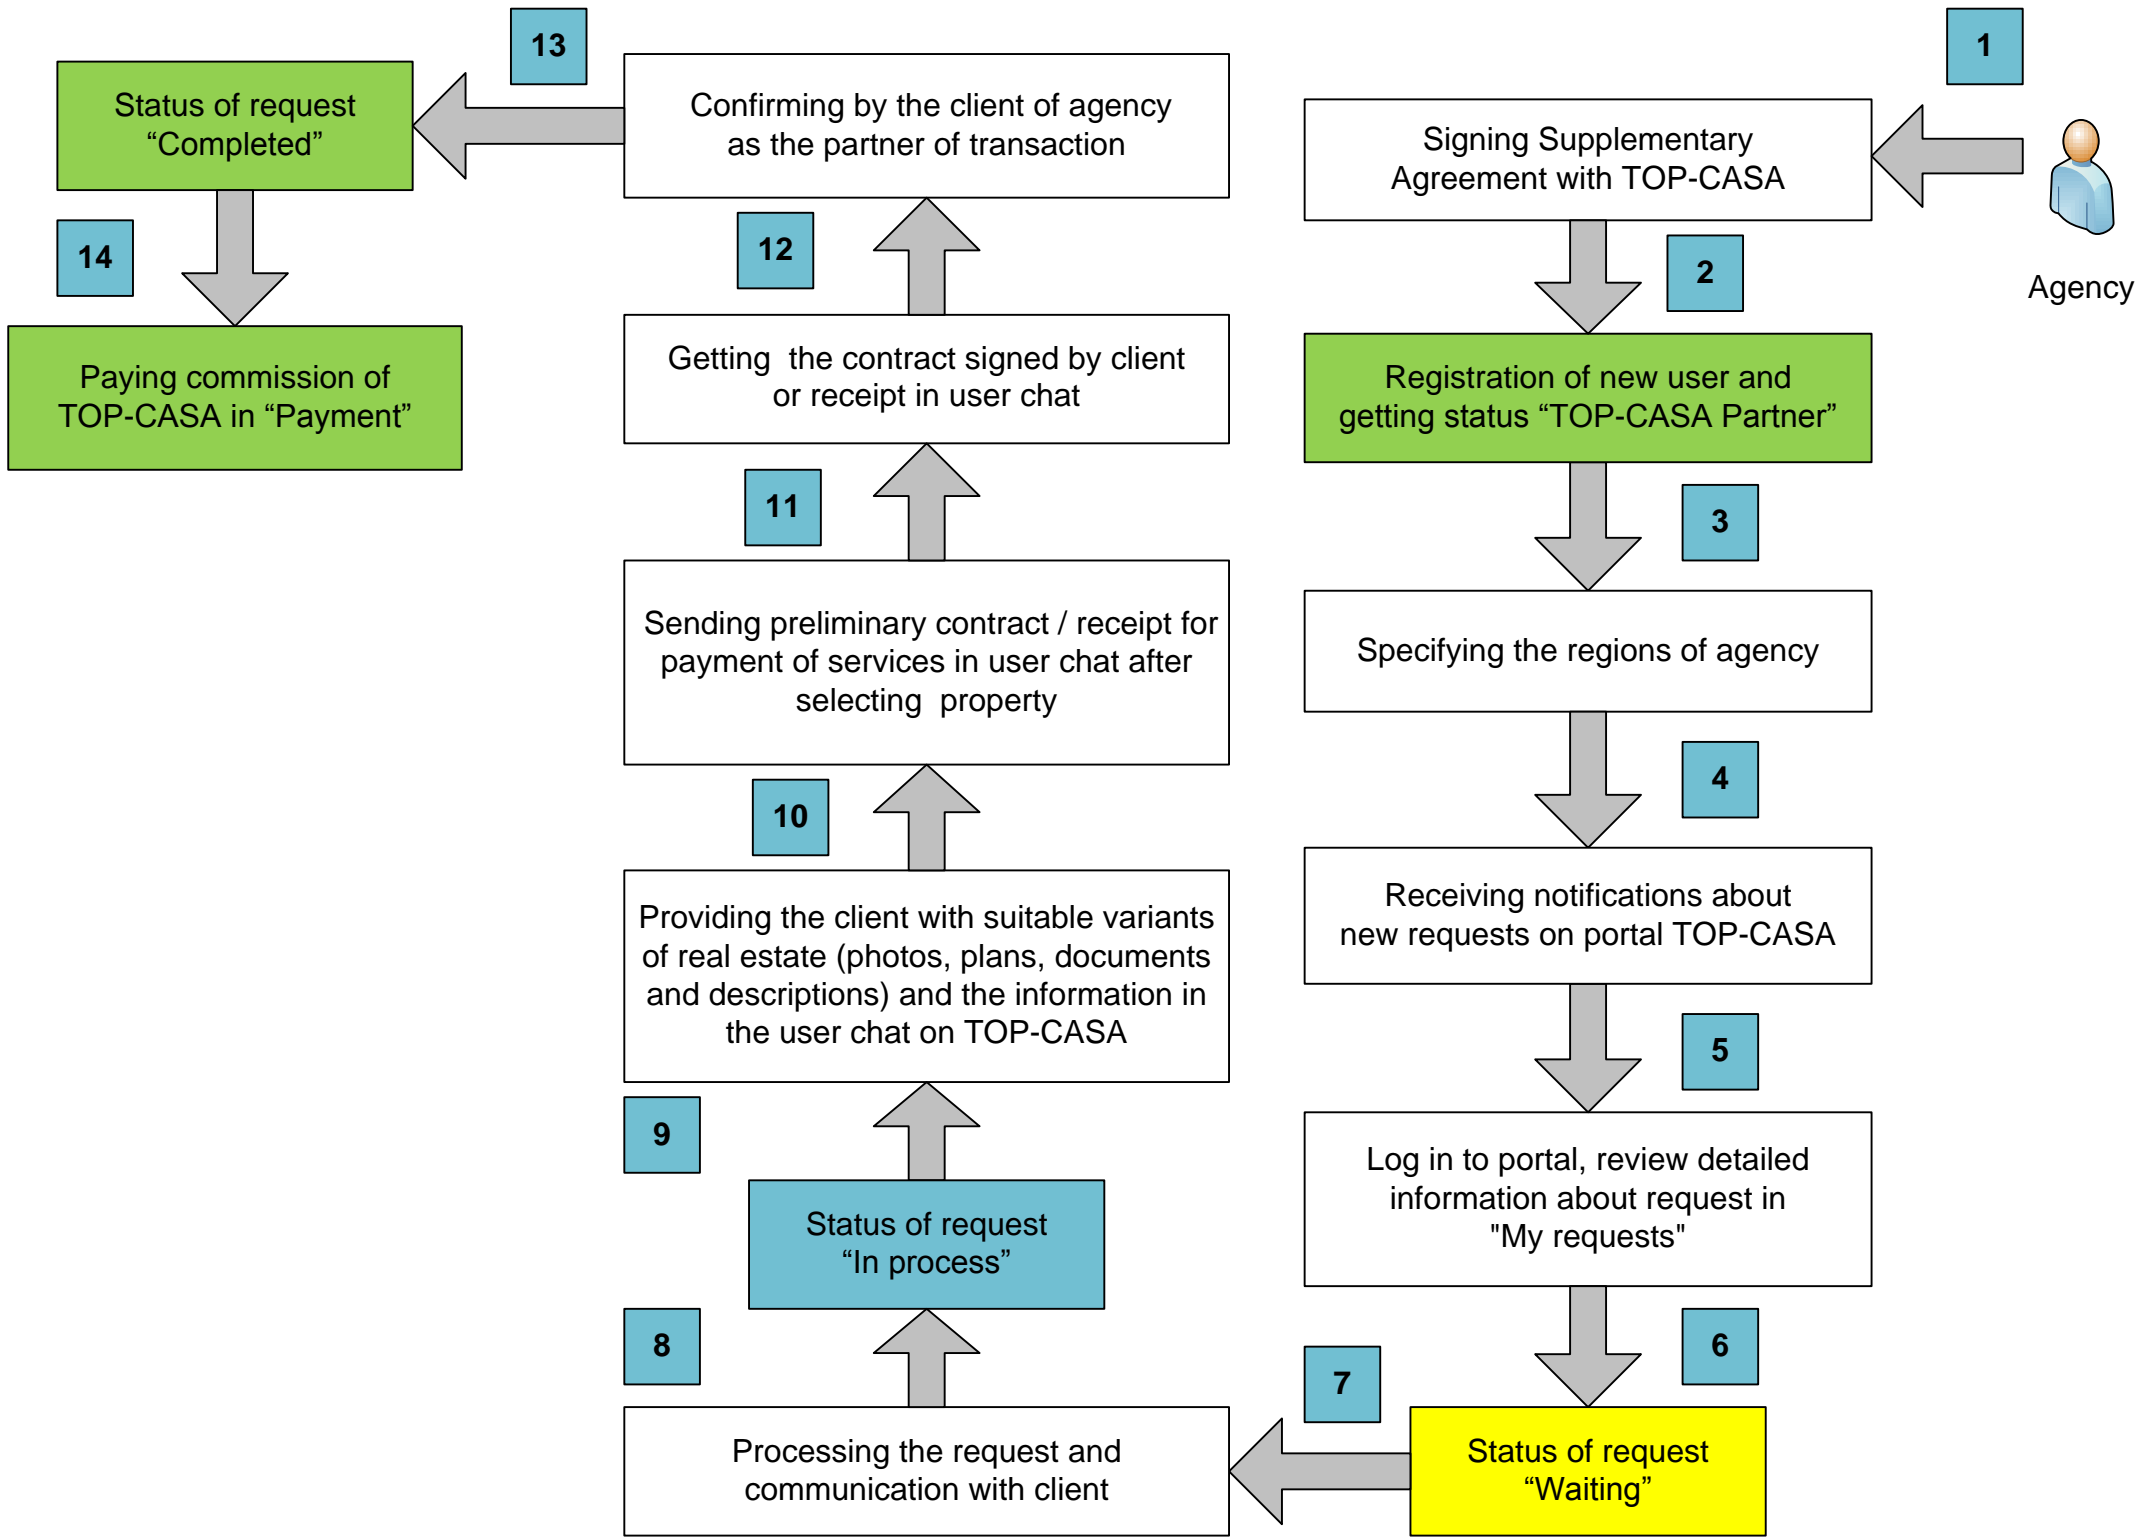 1
Agency
Signing Supplementary
Agreement with TOP-CASA
2
Registration of new user and
getting status “TOP-CASA Partner”
3
Specifying the regions of agency
4
Receiving notifications about
new requests on portal TOP-CASA
5
Log in to portal, review detailed
information about request in
"My requests"
6
Status of request
“Waiting”
7
Processing the request and
communication with client
8
Status of request
“In process”
9
Providing the client with suitable variants
of real estate (photos, plans, documents
and descriptions) and the information in
the user chat on TOP-CASA
10
Sending preliminary contract / receipt for
payment of services in user chat after
selecting property
11
Getting the contract signed by client
or receipt in user chat
12
Confirming by the client of agency
as the partner of transaction
13
Status of request
“Completed”
14
Paying commission of
TOP-CASA in “Payment”